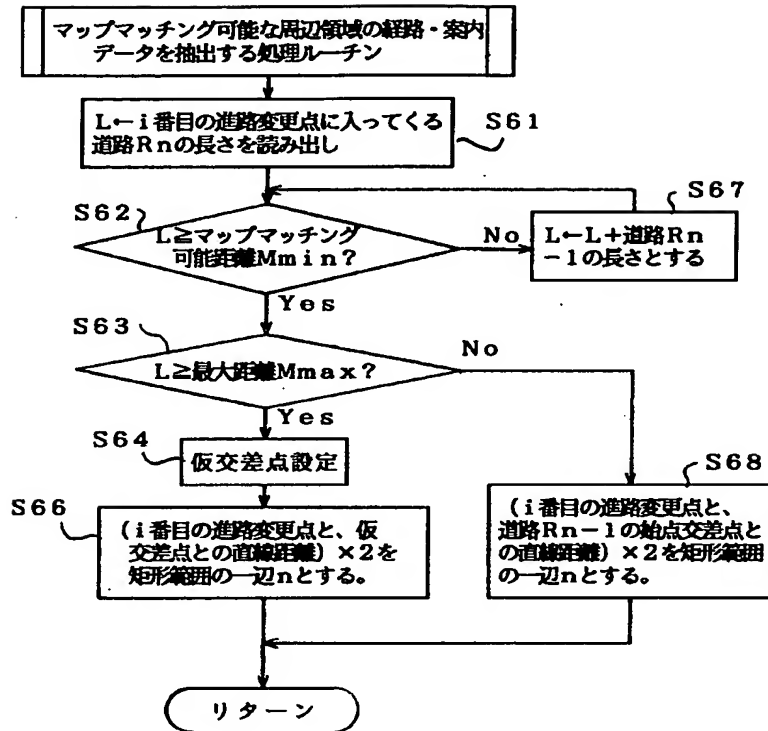 マップマッチング可能な周辺領域の経路・案内
データを抽出する処理ルーチン
L←i番目の進路変更点に入ってくる
道路Rnの長さを読み出し
S61
S67
S62
L≧マップマッチング
可能距離Mmin?
No
L←L+道路Rn
-1の長さとする
Yes
S63
L≧最大距離Mmax?
No
Yes
S64
仮交差点設定
S68
S66
(i番目の進路変更点と、仮
交差点との直線距離)×2を
矩形範囲の一辺nとする。
(i番目の進路変更点と、
道路Rn-1の始点交差点と
の直線距離)×2を矩形範囲
の一辺nとする。
リターン